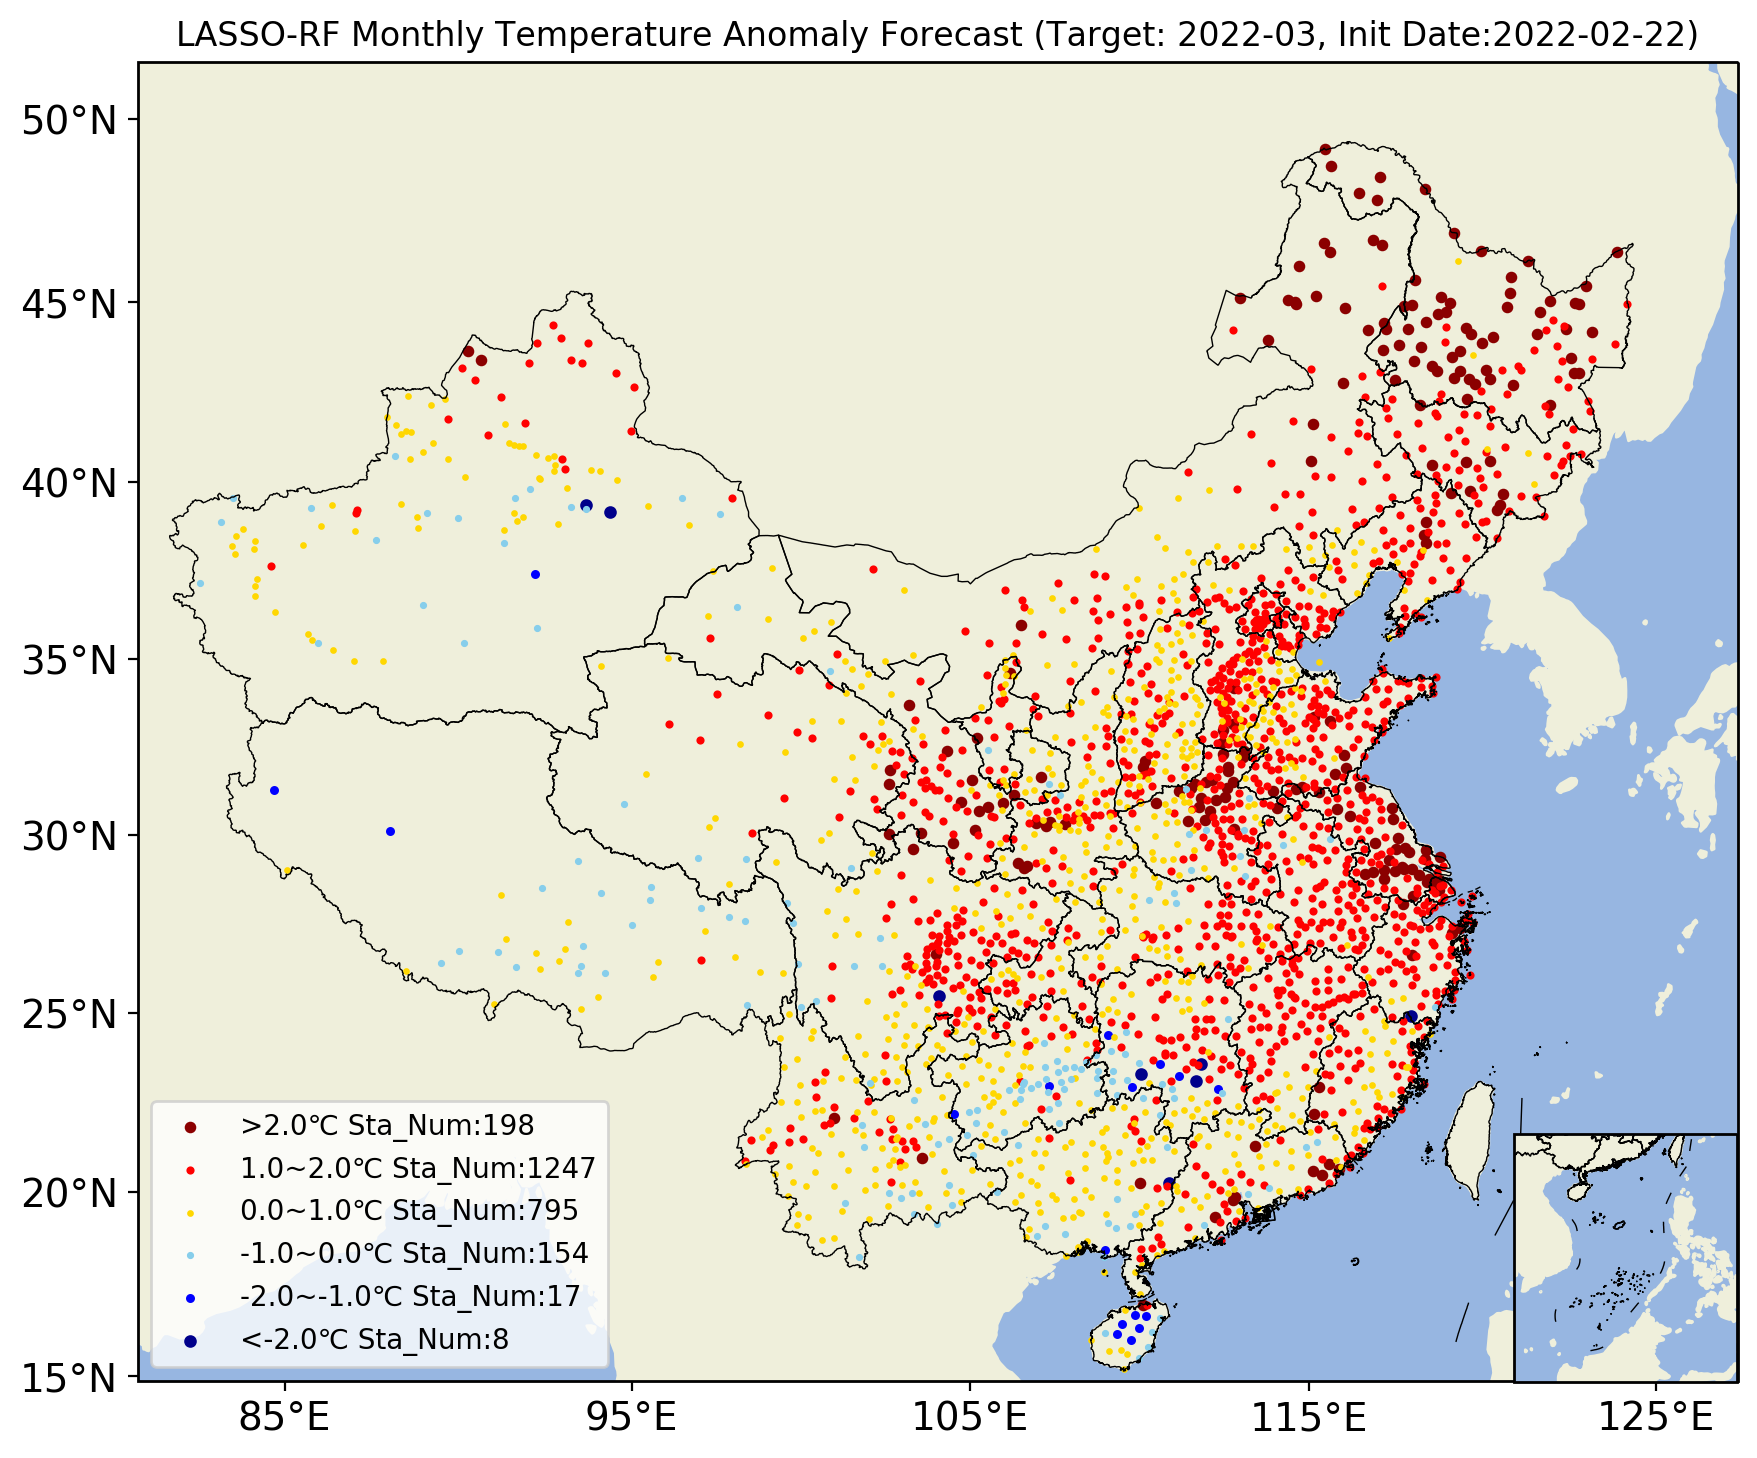 LASSO-RF Monthly Temperature Anomaly Forecast (Target: 2022-03, Init Date:2022-02-22)
50°N
45°N
40°N
35°N
30°N
25°N
20°N
15°N
>2.0℃ Sta_Num:198
1.0~2.0℃ Sta_Num:1247
0.0~1.0℃ Sta_Num:795
-1.0~0.0℃ Sta_Num:154
-2.0~-1.0℃ Sta_Num:17
<-2.0℃ Sta_Num:8
85°E
95°E
105°E
115°E
125°E